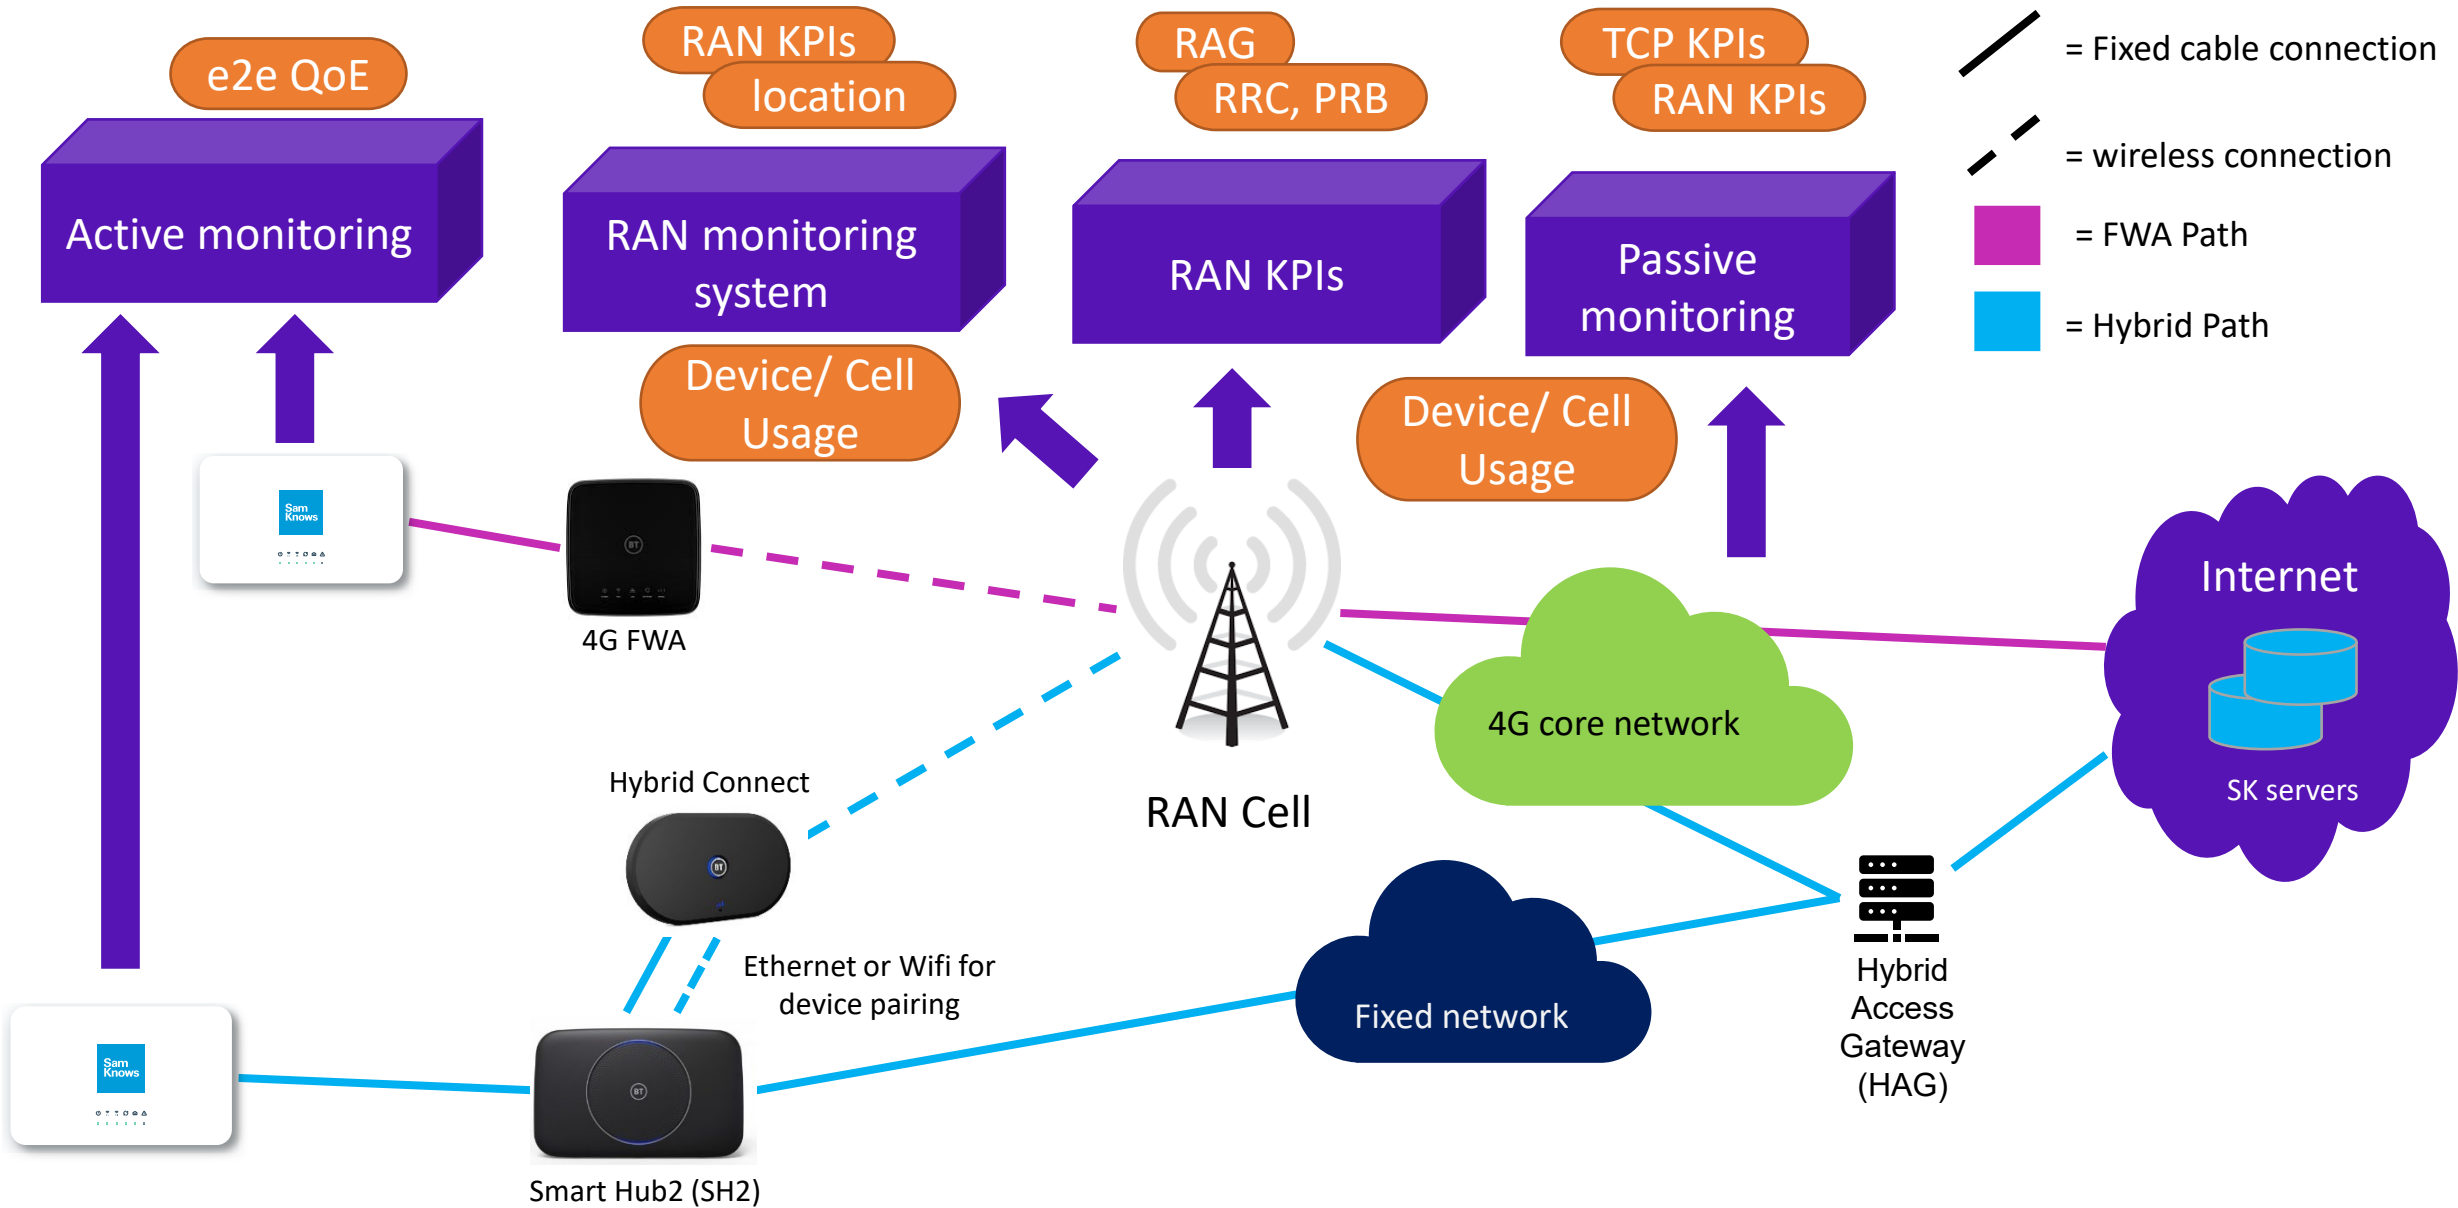 e2e QoE
RAN KPIs
location
RAG
RRC, PRB
TCP KPIs
RAN KPIs
= Fixed cable connection
= wireless connection
= FWA Path
= Hybrid Path
Active monitoring
RAN monitoring
system
RAN KPIs
Passive
monitoring
Device/ Cell
Usage
Device/ Cell
Usage
Sam
Knows
BT
4G FWA
Internet
SK servers
4G core network
RAN Cell
Hybrid Connect
BT
Ethernet or Wifi for
device pairing
Fixed network
Hybrid
Access
Gateway
(HAG)
Sam
Knows
BT
Smart Hub2 (SH2)